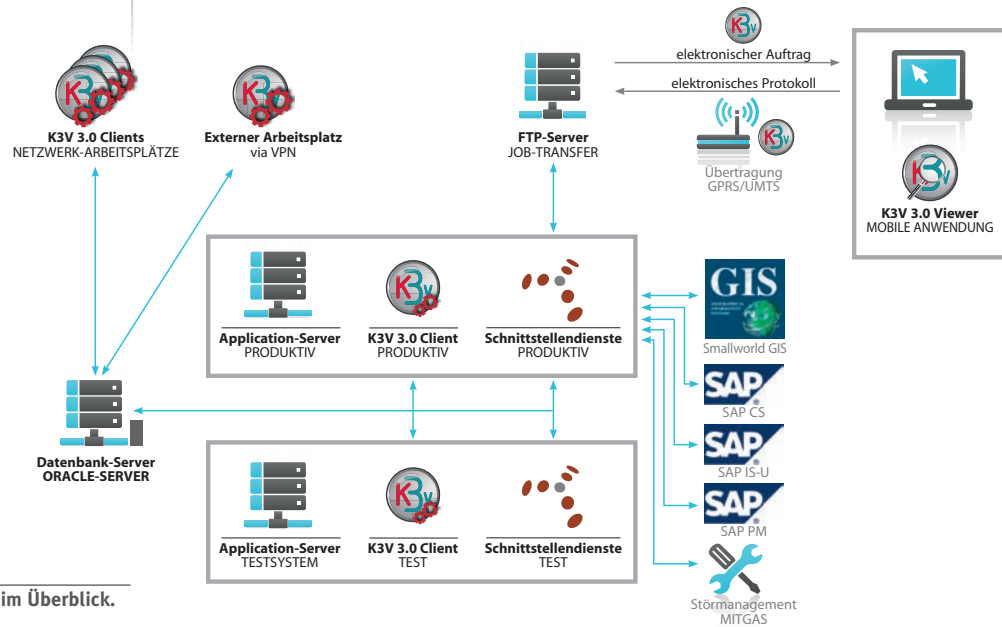 K3V
elektronischer Auftrag
elektronisches Protokoll
K3V 3.0 Clients
NETZWERK-ARBEITSPLÄTZE
Externer Arbeitsplatz
via VPN
FTP-Server
JOB-TRANSFER
Übertragung
GPRS/UMTS
K3V 3.0 Viewer
MOBILE ANWENDUNG
Application-Server
PRODUKTIV
K3V 3.0 Client
PRODUKTIV
Schnittstellendienste
PRODUKTIV
GIS
Smallworld GIS
SAP
SAP CS
SAP
SAP IS-U
SAP
SAP PM
Datenbank-Server
ORACLE-SERVER
Application-Server
TESTSYSTEM
K3V 3.0 Client
TEST
Schnittstellendienste
TEST
Störmanagement
MITGAS
im Überblick.